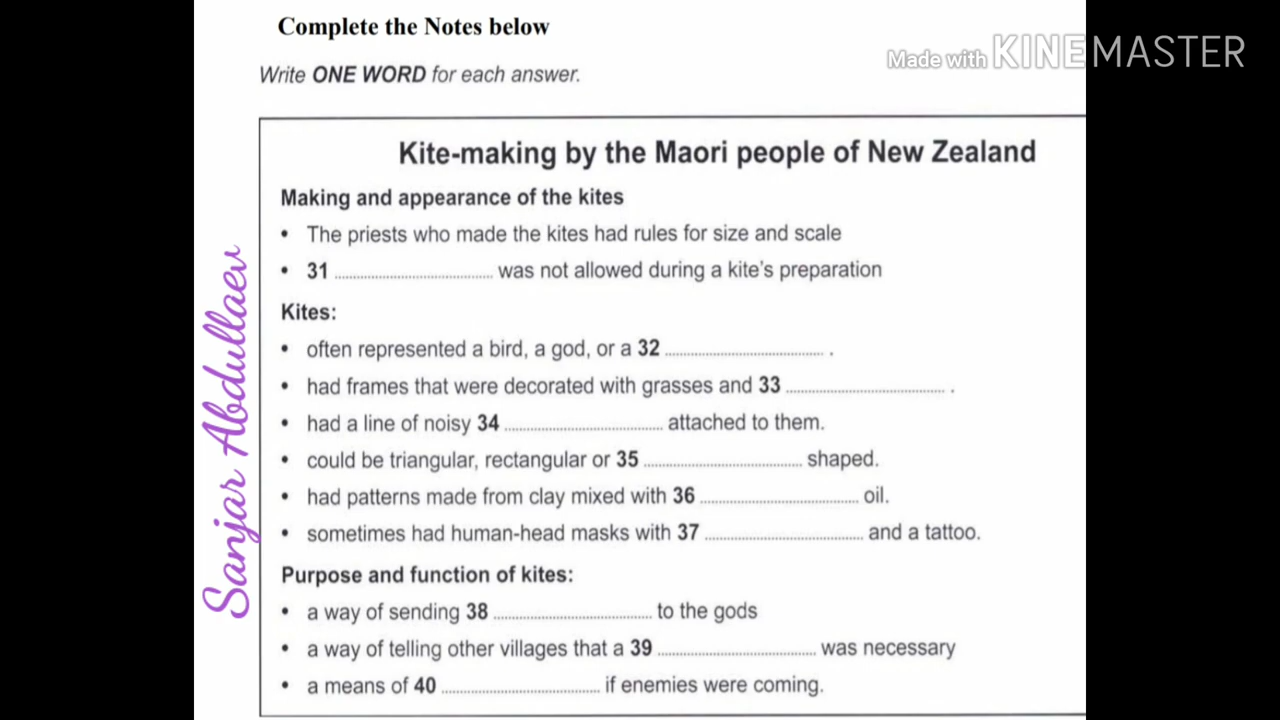 Complete the Notes below
Made with KINEMASTER
Write ONE WORD for each answer.
Kite-making by the Maori people of New Zealand
Making and appearance of the kites
• The priests who made the kites had rules for size and scale
• 31 ........................................ was not allowed during a kite's preparation
Kites:
• often represented a bird, a god, or a 32 ........................................ .
• had frames that were decorated with grasses and 33 ........................................ .
• had a line of noisy 34 ........................................ attached to them.
• could be triangular, rectangular or 35 ........................................ shaped.
• had patterns made from clay mixed with 36 ........................................ oil.
• sometimes had human-head masks with 37 ........................................ and a tattoo.
Purpose and function of kites:
• a way of sending 38 ........................................ to the gods
• a way of telling other villages that a 39 ........................................ was necessary
• a means of 40 ........................................ if enemies were coming.
Sanjar Abdullaev